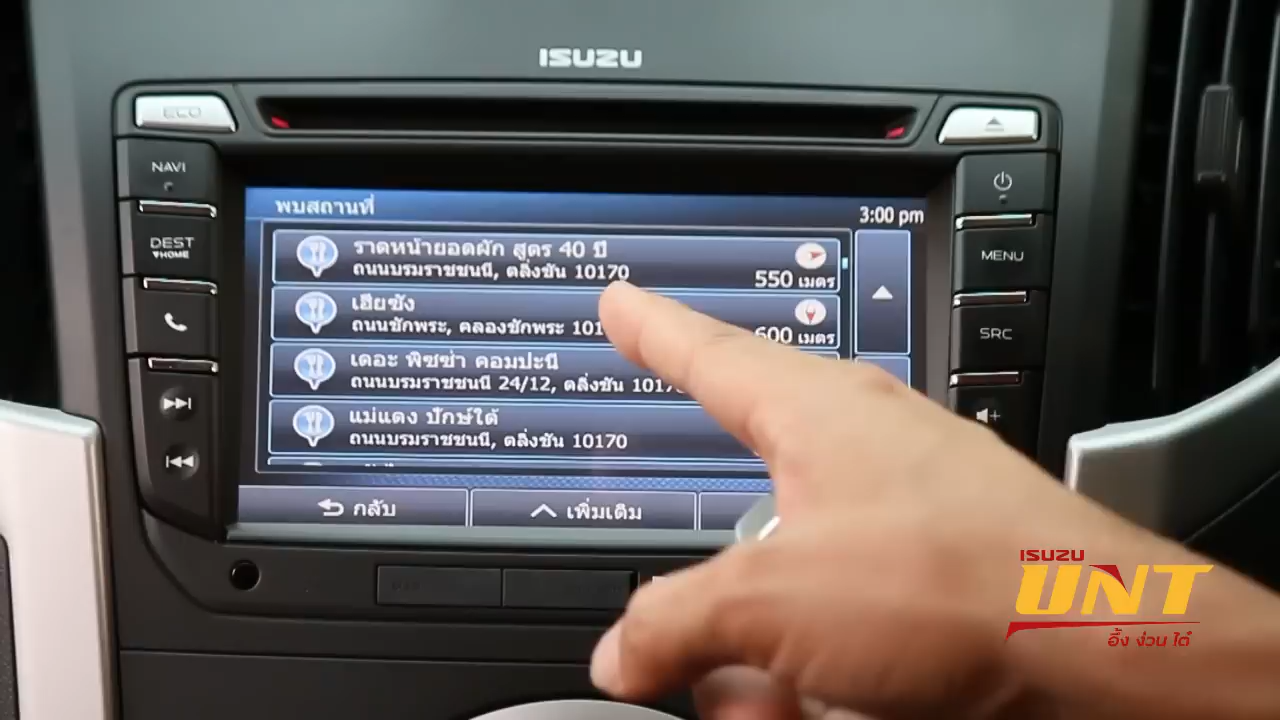 ISUZU
ECO
NAVI
DEST
▼HOME
MENU
SRC
พบสถานที่
3:00 pm
ราดหน้ายอดผัก สูตร 40 ปี
ถนนบรมราชชนนี, ตลิ่งชัน 10170
550 เมตร
เฮียซัง
ถนนชักพระ, คลองชักพระ 101
600 เมตร
เดอะ พิซซ่า คอมปะนี
ถนนบรมราชชนนี 24/12, ตลิ่งชัน 1017
แม่แดง ปักษ์ใต้
ถนนบรมราชชนนี, ตลิ่งชัน 10170
กลับ
เพิ่มเติม
ISUZU
UNT
อึ้ง ง่วน ไต๋